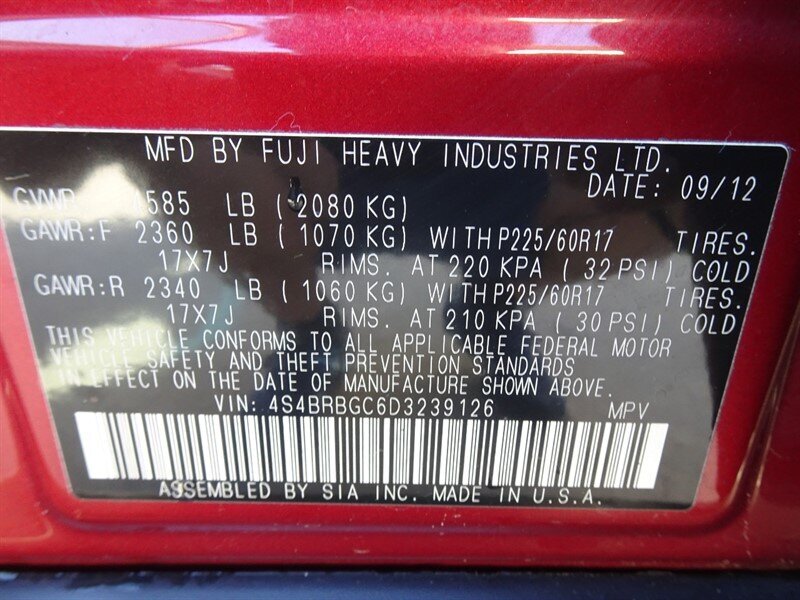 MFD BY FUJI HEAVY INDUSTRIES LTD.
DATE: 09/12
GVWR: 4585 LB ( 2080 KG)
GAWR:F 2360 LB ( 1070 KG) WITH P225/60R17 TIRES.
17X7J RIMS. AT 220 KPA ( 32 PSI) COLD
GAWR:R 2340 LB ( 1060 KG) WITH P225/60R17 TIRES.
17X7J RIMS. AT 210 KPA ( 30 PSI) COLD
THIS VEHICLE CONFORMS TO ALL APPLICABLE FEDERAL MOTOR
VEHICLE SAFETY AND THEFT PREVENTION STANDARDS
IN EFFECT ON THE DATE OF MANUFACTURE SHOWN ABOVE.
VIN: 4S4BRBGC6D3239126 MPV
ASSEMBLED BY SIA INC. MADE IN U.S.A.